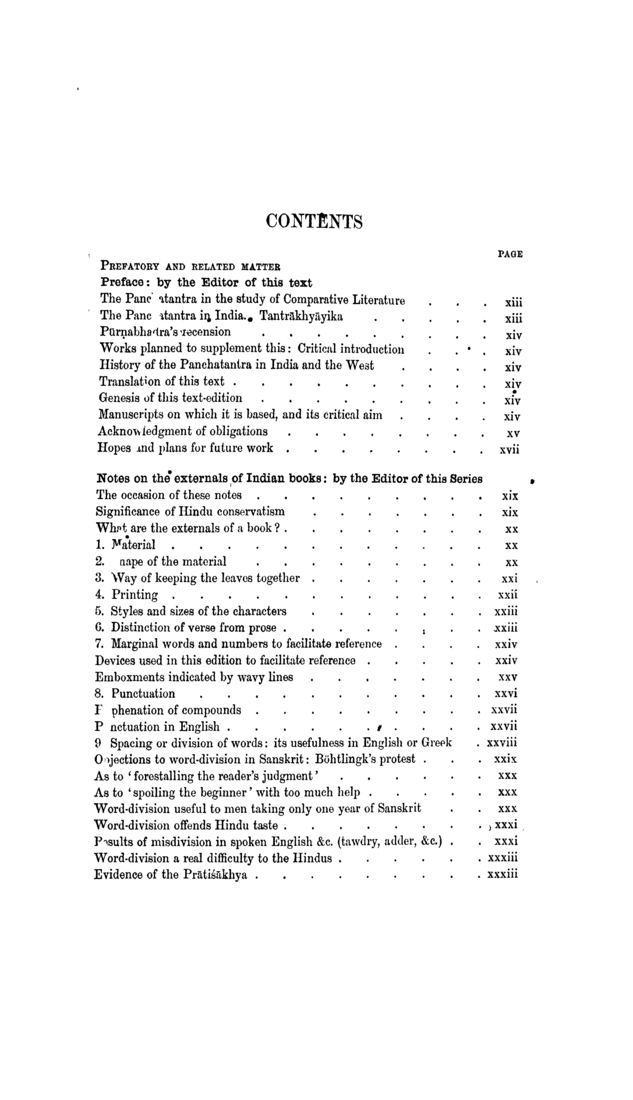 CONTENTS
PAGE
PREFATORY AND RELATED MATTER
Preface: by the Editor of this text
The Panc atantra in the study of Comparative Literature . . . xiii
The Panc atantra in India. Tantrākhyāyika . . . . . xiii
Pūrṇabhadra's recension . . . . . . . . . xiv
Works planned to supplement this: Critical introduction . . . xiv
History of the Panchatantra in India and the West . . . . xiv
Translation of this text . . . . . . . . . . xiv
Genesis of this text-edition . . . . . . . . . xiv
Manuscripts on which it is based, and its critical aim . . . . xiv
Acknowledgment of obligations . . . . . . . . xv
Hopes and plans for future work . . . . . . . . xvii
Notes on the externals of Indian books: by the Editor of this Series
The occasion of these notes . . . . . . . . . xix
Significance of Hindu conservatism . . . . . . . xix
What are the externals of a book? . . . . . . . . xx
1. Material . . . . . . . . . . . . xx
2. hape of the material . . . . . . . . . xx
3. Way of keeping the leaves together . . . . . . . xxi
4. Printing . . . . . . . . . . . . xxii
5. Styles and sizes of the characters . . . . . . . xxiii
6. Distinction of verse from prose . . . . . . . . xxiii
7. Marginal words and numbers to facilitate reference . . . . xxiv
Devices used in this edition to facilitate reference . . . . . xxiv
Emboxments indicated by wavy lines . . . . . . . xxv
8. Punctuation . . . . . . . . . . . xxvi
phenation of compounds . . . . . . . . . xxvii
P nctuation in English . . . . . . . . . . xxvii
9 Spacing or division of words: its usefulness in English or Greek . xxviii
Objections to word-division in Sanskrit: Böhtlingk's protest . . . xxix
As to 'forestalling the reader's judgment' . . . . . . xxx
As to 'spoiling the beginner' with too much help . . . . . xxx
Word-division useful to men taking only one year of Sanskrit . . xxx
Word-division offends Hindu taste . . . . . . . . xxxi
Results of misdivision in spoken English &c. (tawdry, adder, &c.) . . xxxi
Word-division a real difficulty to the Hindus . . . . . . xxxiii
Evidence of the Prātiśākhya . . . . . . . . . xxxiii